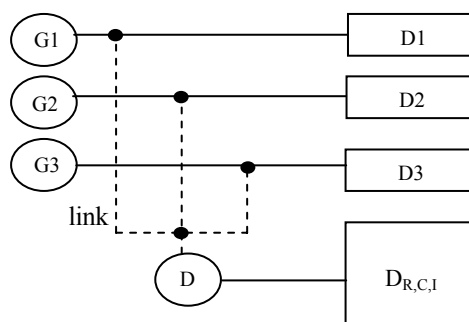 G1 D1
G2 D2
G3 D3
link
D D_{R,C,I}